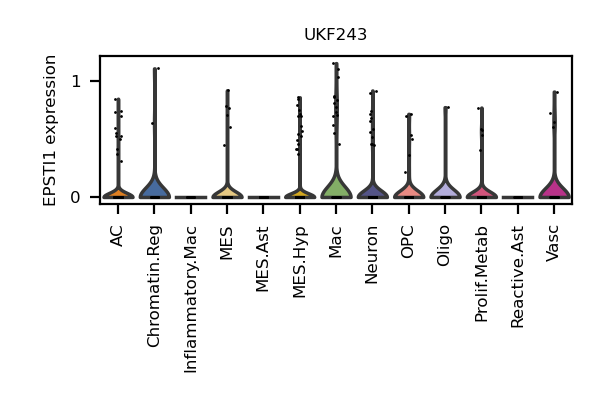 UKF243
EPSTI1 expression
1
0
AC
Chromatin.Reg
Inflammatory.Mac
MES
MES.Ast
MES.Hyp
Mac
Neuron
OPC
Oligo
Prolif.Metab
Reactive.Ast
Vasc